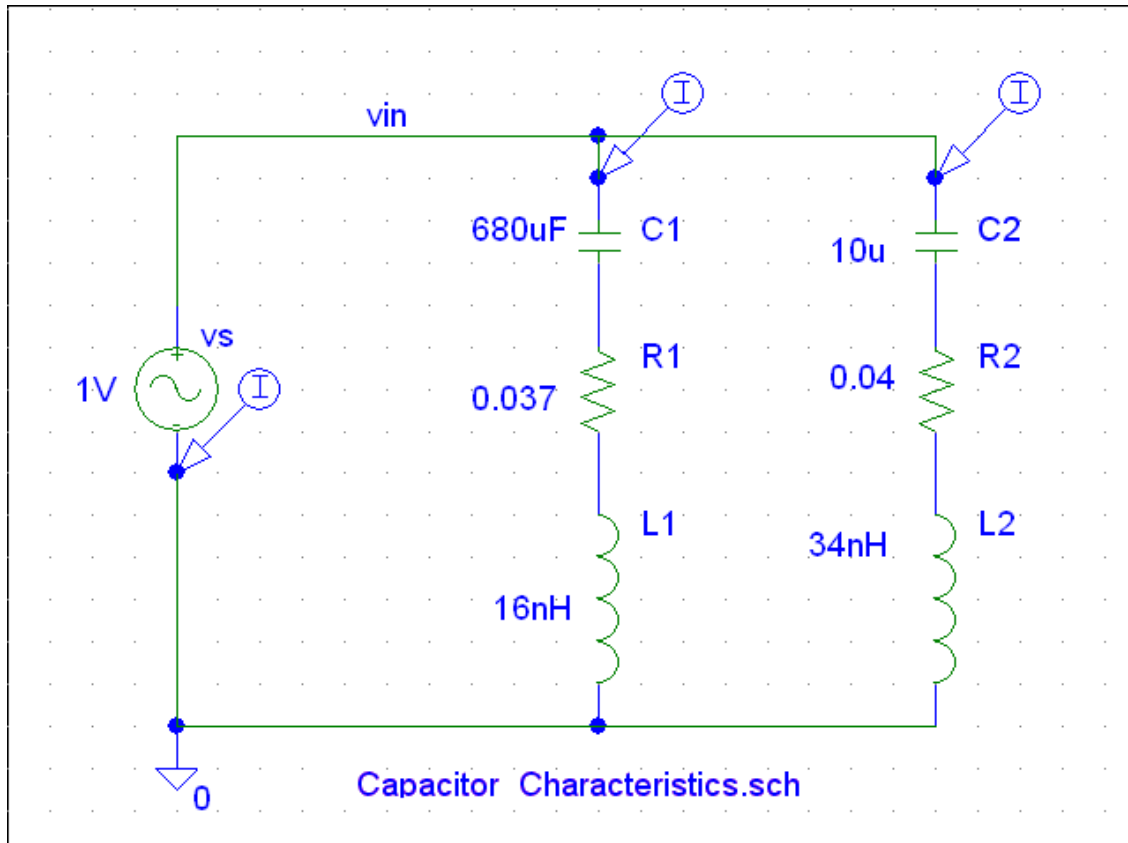 I
I
vin
680uF
C1
10u
C2
vs
1V
I
R1
0.037
R2
0.04
L1
16nH
L2
34nH
0
Capacitor Characteristics.sch